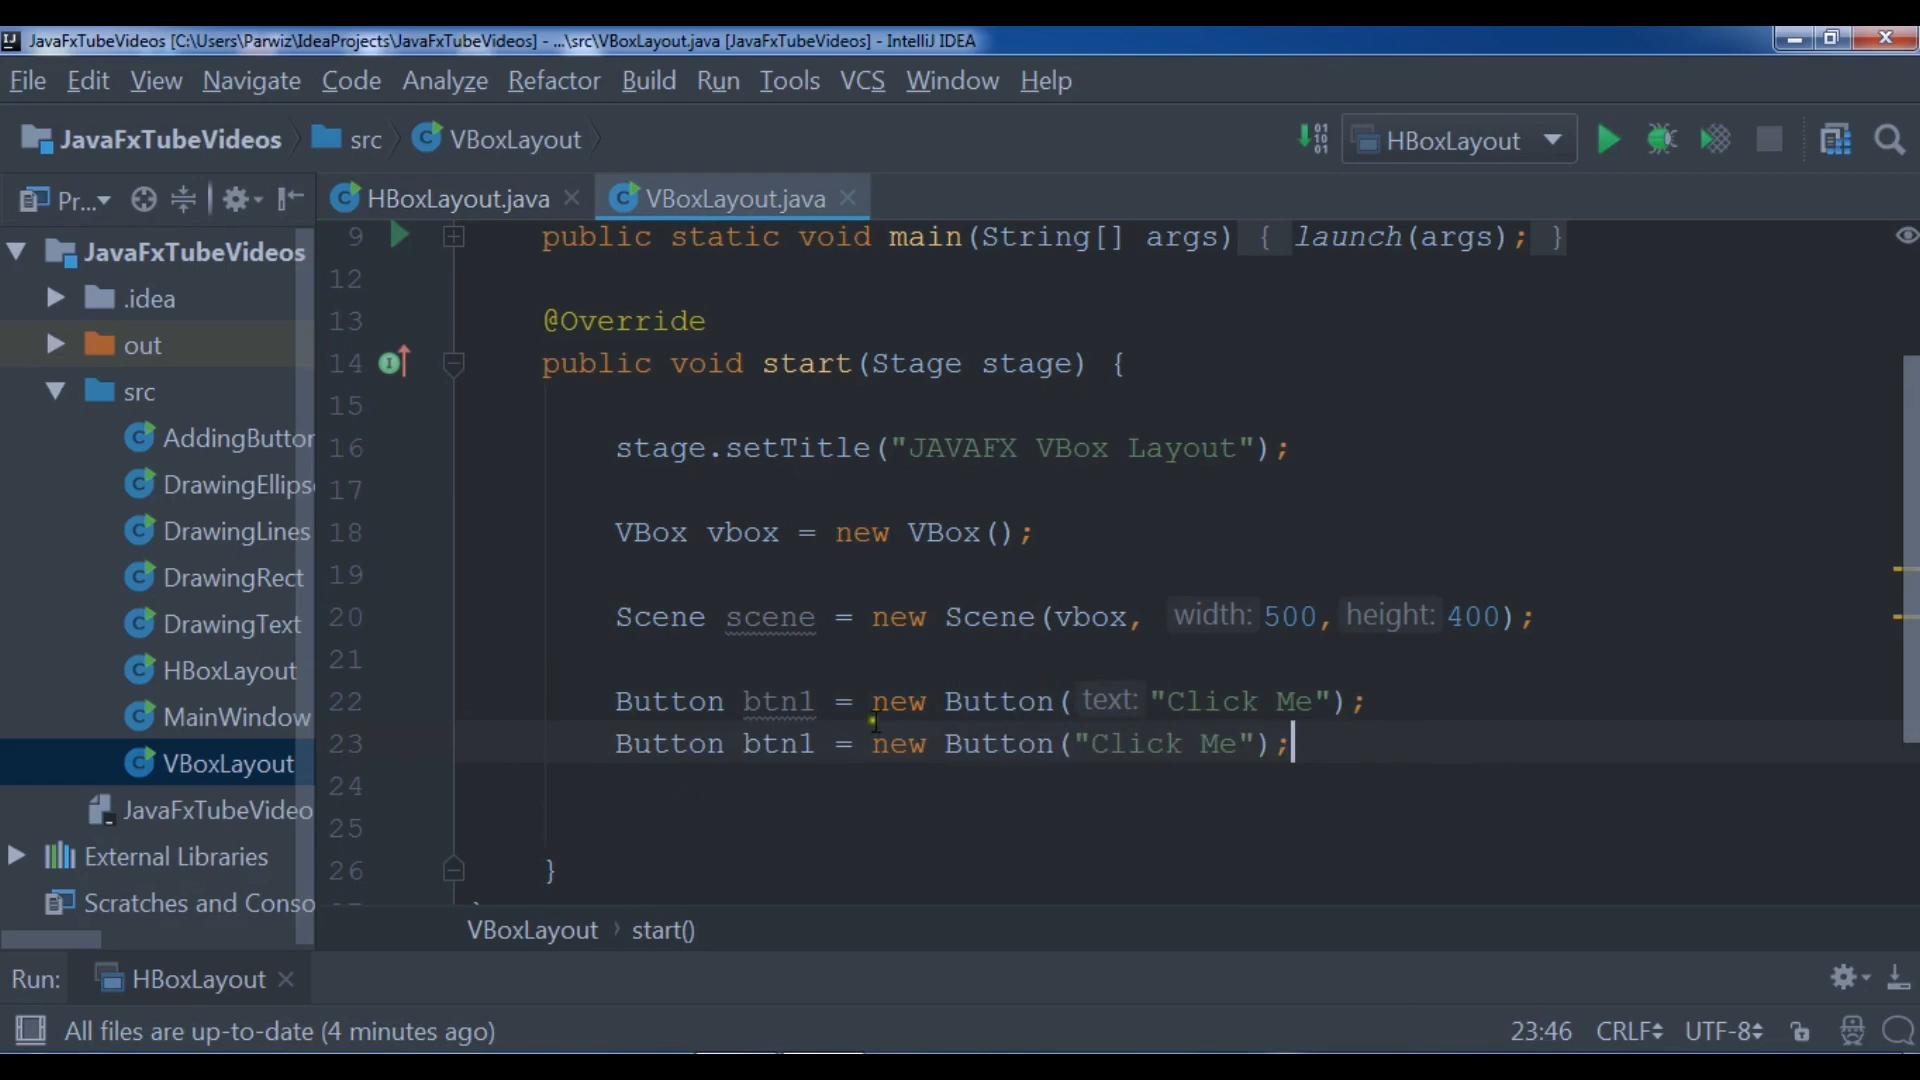 JavaFxTubeVideos [C:\Users\Parwiz\IdeaProjects\JavaFxTubeVideos] - ...\src\VBoxLayout.java [JavaFxTubeVideos] - IntelliJ IDEA
File Edit View Navigate Code Analyze Refactor Build Run Tools VCS Window Help
JavaFxTubeVideos src VBoxLayout HBoxLayout
Pr... HBoxLayout.java VBoxLayout.java
JavaFxTubeVideos
.idea
out
src
AddingButton
DrawingEllips
DrawingLines
DrawingRect
DrawingText
HBoxLayout
MainWindow
VBoxLayout
JavaFxTubeVideo
External Libraries
Scratches and Conso
9 public static void main(String[] args) { launch(args); }
12
13 @Override
14 public void start(Stage stage) {
15
16 stage.setTitle("JAVAFX VBox Layout");
17
18 VBox vbox = new VBox();
19
20 Scene scene = new Scene(vbox, width: 500, height: 400);
21
22 Button btn1 = new Button( text: "Click Me");
23 Button btn1 = new Button("Click Me");
24
25
26 }
VBoxLayout start()
Run: HBoxLayout
All files are up-to-date (4 minutes ago) 23:46 CRLF UTF-8